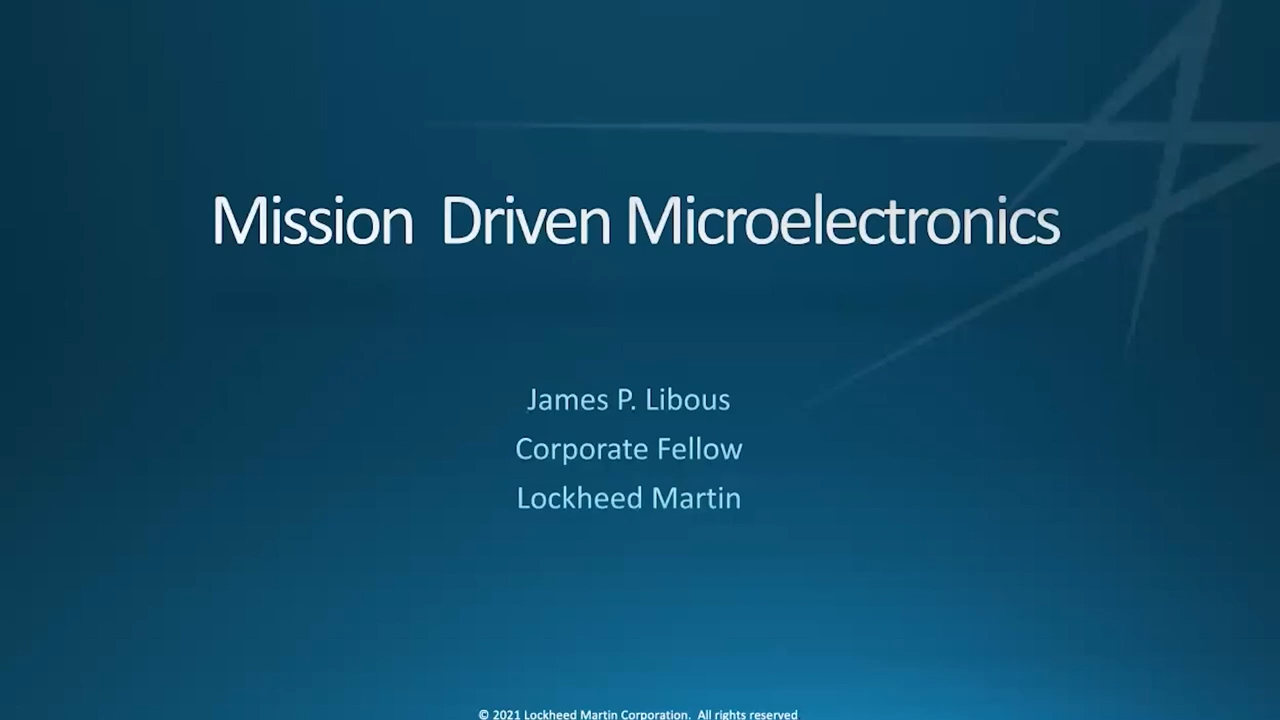 Mission  Driven Microelectronics
James P. Libous
Corporate Fellow
Lockheed Martin
© 2021 Lockheed Martin Corporation.  All rights reserved